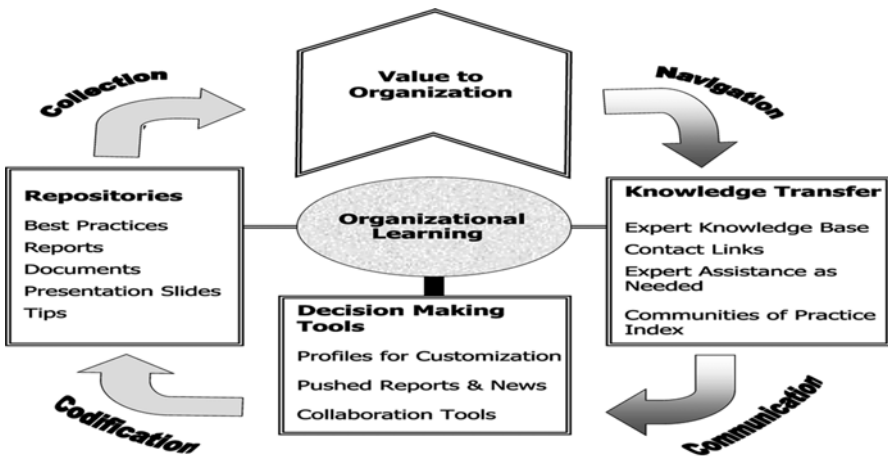 Collection
Value to
Organization
Navigation
Repositories
Best Practices
Reports
Documents
Presentation Slides
Tips
Organizational
Learning
Knowledge Transfer
Expert Knowledge Base
Contact Links
Expert Assistance as
Needed
Communities of Practice
Index
Decision Making
Tools
Profiles for Customization
Pushed Reports & News
Collaboration Tools
Codification
Communication